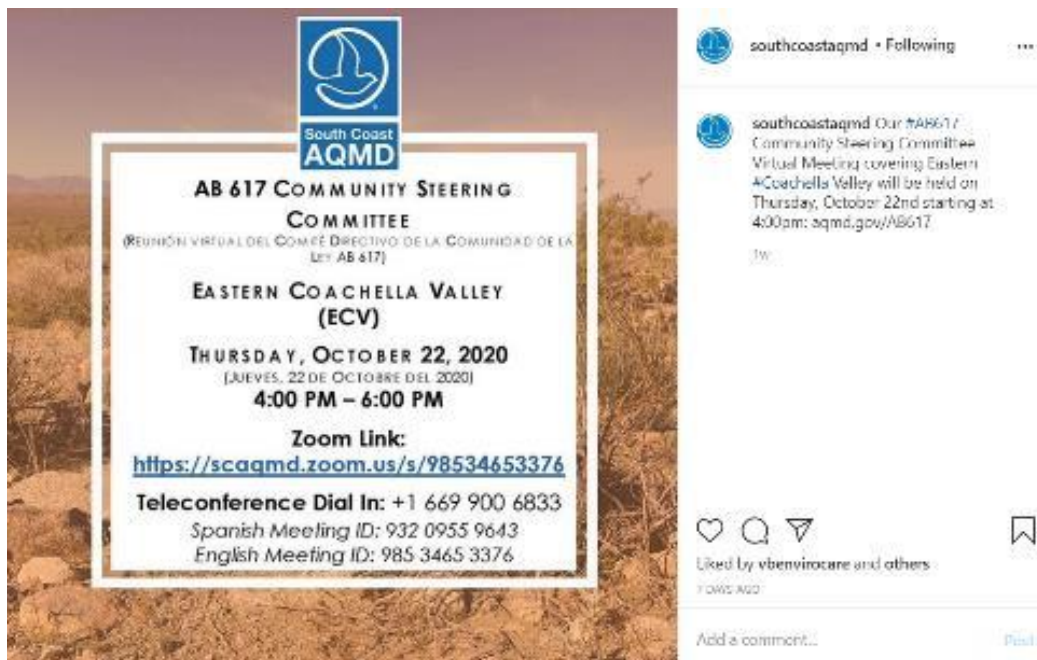 South Coast
AQMD
AB 617 COMMUNITY STEERING
COMMITTEE
(REUNIÓN VIRTUAL DEL COMITÉ DIRECTIVO DE LA COMUNIDAD DE LA
LEY AB 617)
EASTERN COACHELLA VALLEY
(ECV)
THURSDAY, OCTOBER 22, 2020
(JUEVES, 22 DE OCTOBRE DEL 2020)
4:00 PM – 6:00 PM
Zoom Link:
https://scaqmd.zoom.us/s/98534653376
Teleconference Dial In: +1 669 900 6833
Spanish Meeting ID: 932 0955 9643
English Meeting ID: 985 3465 3376
southcoastaqmd • Following
southcoastaqmd Our #AB617
Community Steering Committee
Virtual Meeting covering Eastern
#Coachella Valley will be held on
Thursday, October 22nd starting at
4:00pm: aqmd.gov/AB617
1w
Liked by vbenvirocare and others
7 DAYS AGO
Add a comment...
Post